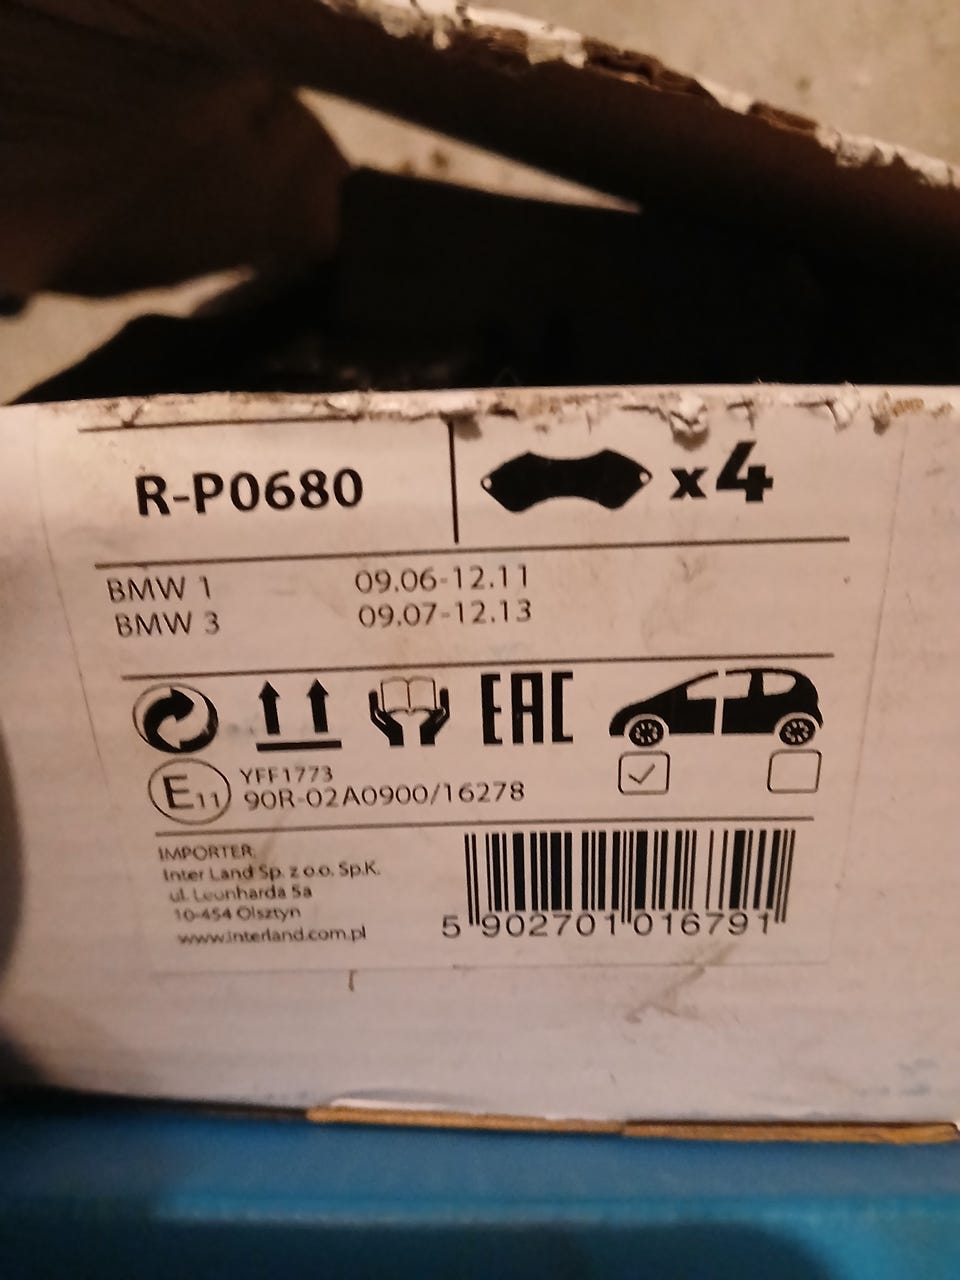 R-P0680
x4
BMW 1 09.06-12.11
BMW 3 09.07-12.13
EAC
E11
YFF1773
90R-02A0900/16278
IMPORTER:
Inter Land Sp. z o.o. Sp.K.
ul. Leonharda 5a
10-454 Olsztyn
www.interland.com.pl
5 902701 016791